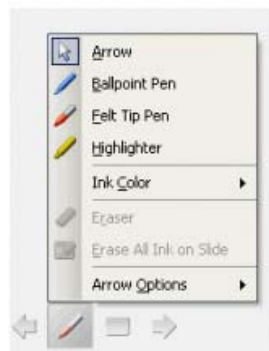 Arrow
Ballpoint Pen
Felt Tip Pen
Highlighter
Ink Color
Eraser
Erase All Ink on Slide
Arrow Options